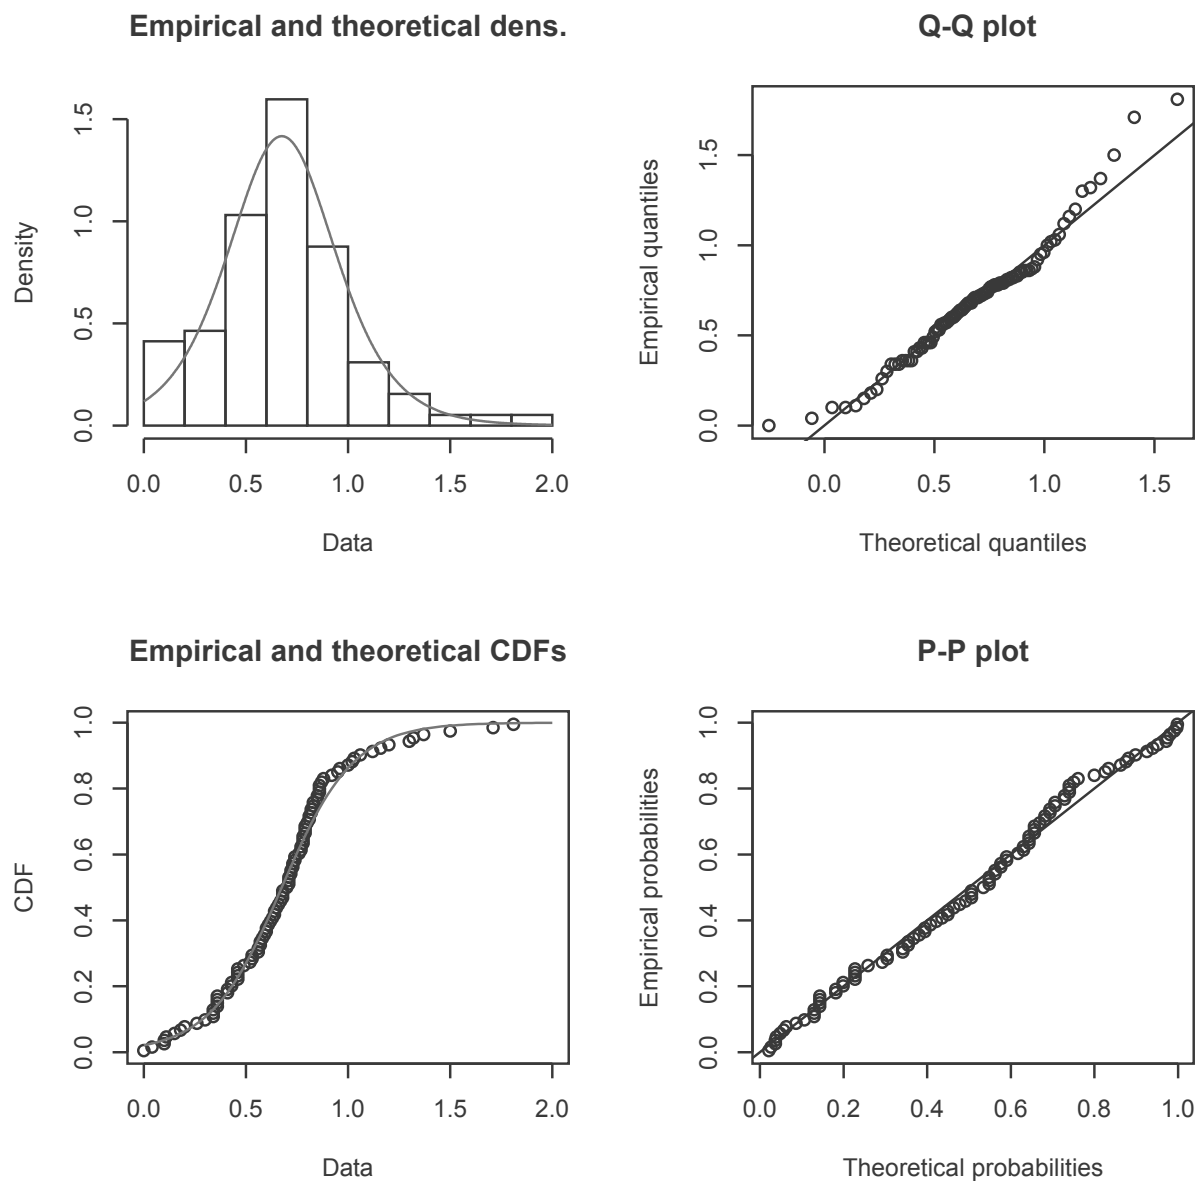 Empirical and theoretical dens.
Density
0.0 0.5 1.0 1.5
0.0 0.5 1.0 1.5 2.0
Data
Q-Q plot
Empirical quantiles
0.0 0.5 1.0 1.5
0.0 0.5 1.0 1.5
Theoretical quantiles
Empirical and theoretical CDFs
CDF
0.0 0.2 0.4 0.6 0.8 1.0
0.0 0.5 1.0 1.5 2.0
Data
P-P plot
Empirical probabilities
0.0 0.2 0.4 0.6 0.8 1.0
0.0 0.2 0.4 0.6 0.8 1.0
Theoretical probabilities